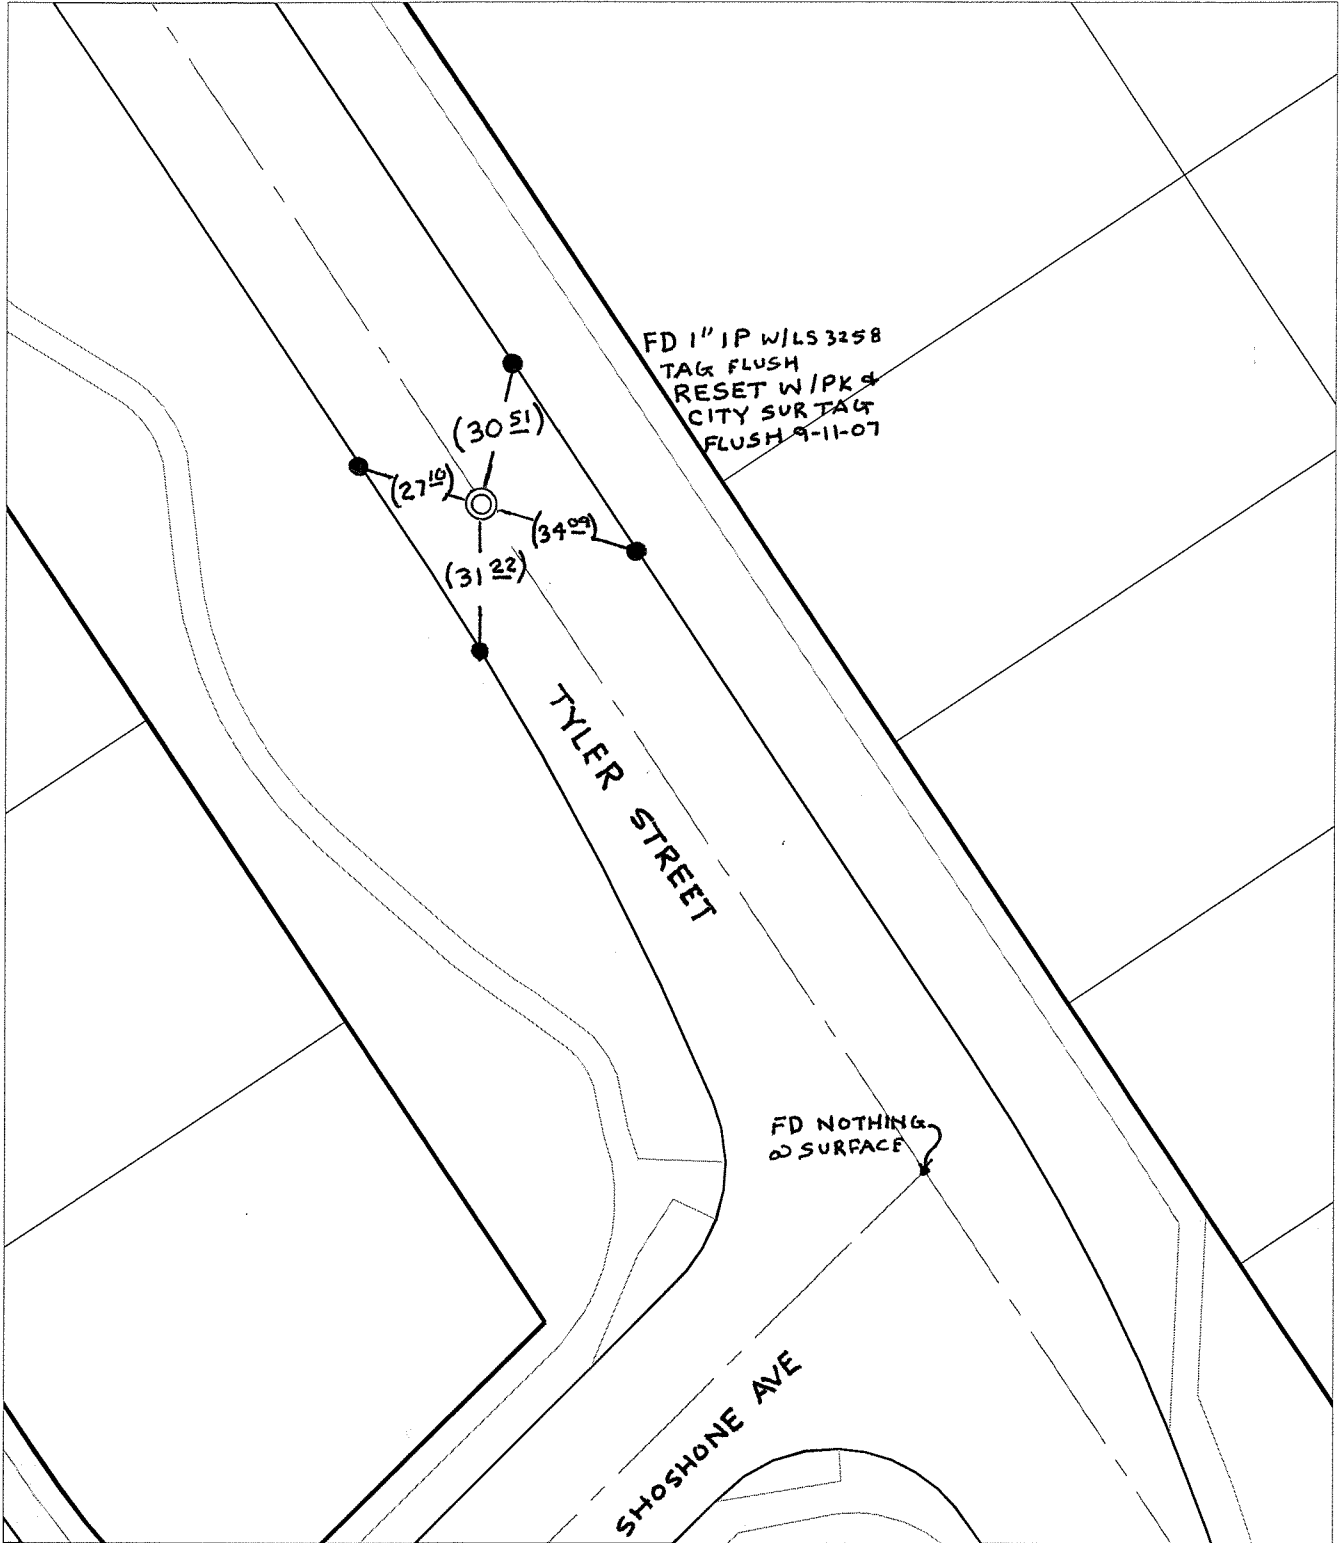 FD 1" IP W/LS 3258
TAG FLUSH
RESET W/PK &
CITY SUR TAG
FLUSH 9-11-07
(30 51)
(27 10)
(34 09)
(31 22)
TYLER STREET
FD NOTHING
@ SURFACE
SHOSHONE AVE